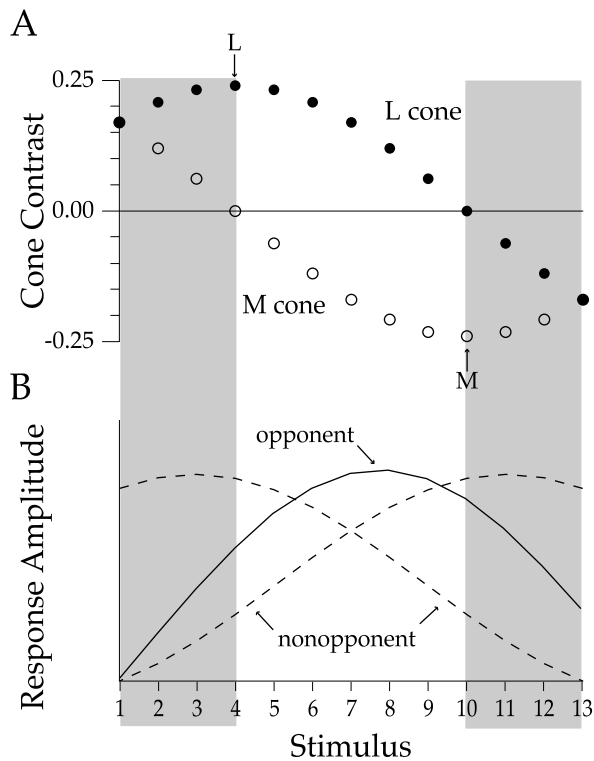 A
L
0.25
L cone
0.00
Cone Contrast
M cone
-0.25
M
B
opponent
Response Amplitude
nonopponent
1 2 3 4 5 6 7 8 9 10 11 12 13
Stimulus